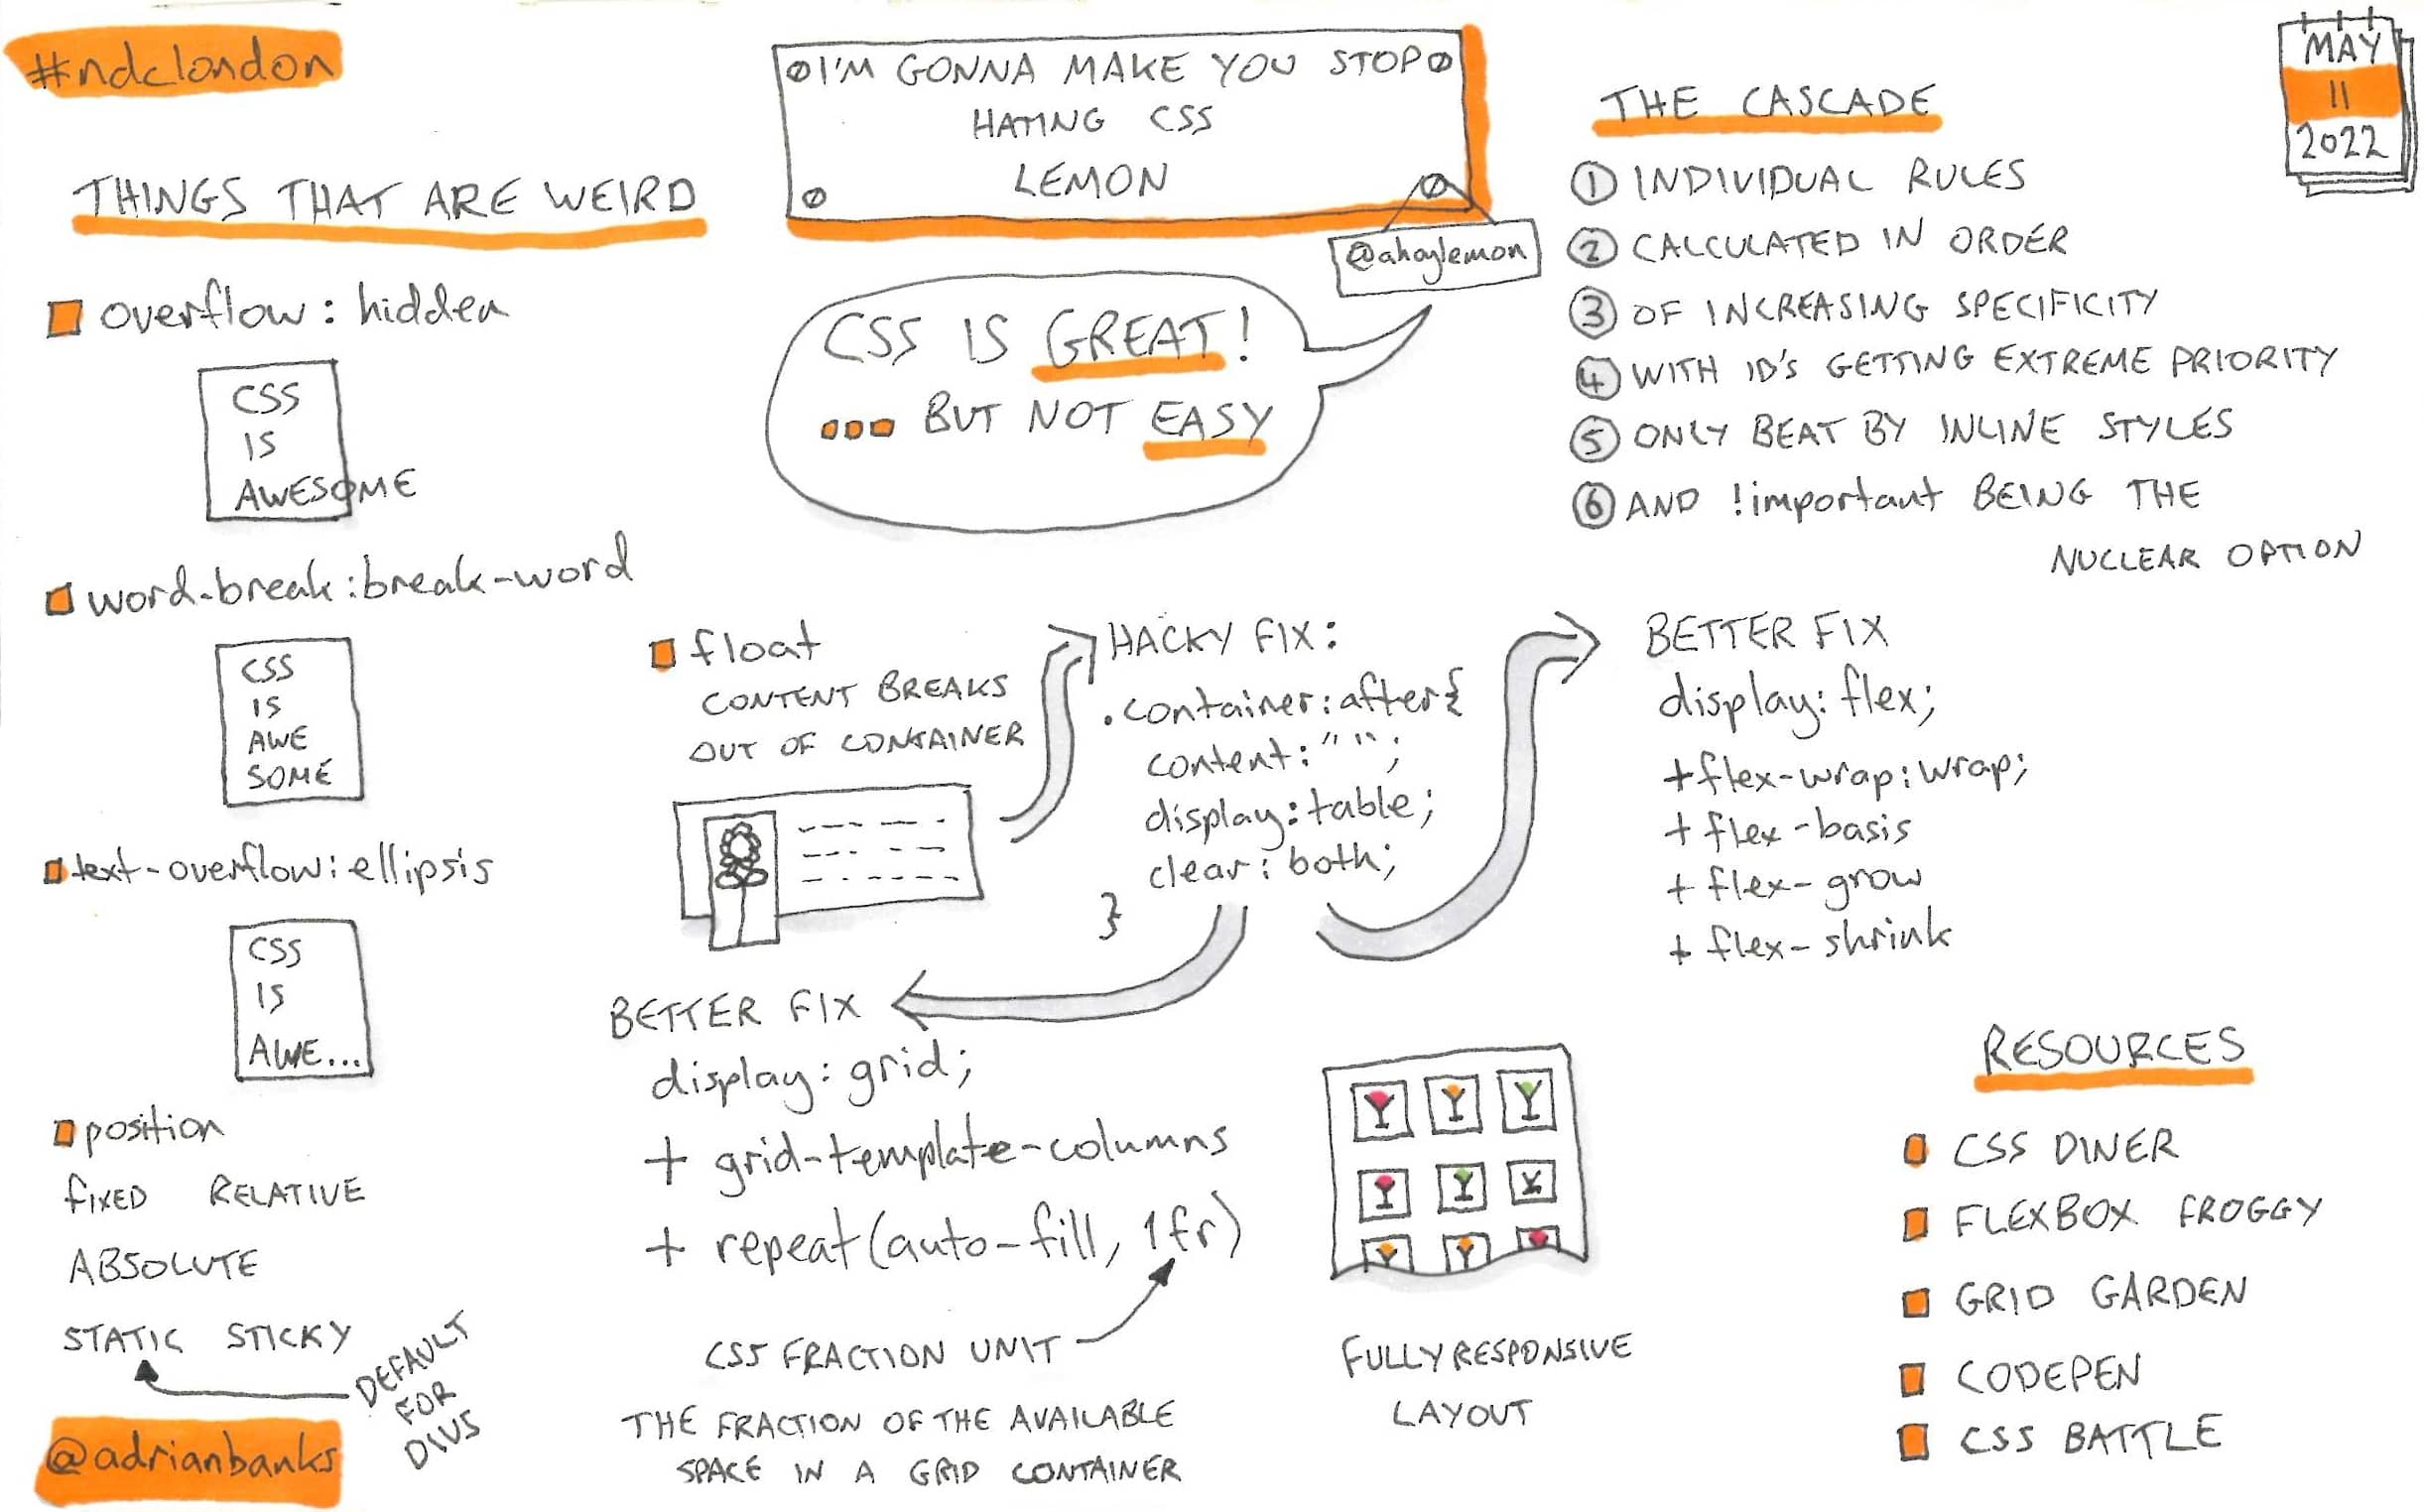 #ndclondon
I'M GONNA MAKE YOU STOP
HATING CSS
LEMON
@ahoylemon
MAY
11
2022
THINGS THAT ARE WEIRD
overflow: hidden
CSS
IS
AWESOME
word-break:break-word
CSS
IS
AWE
SOME
text-overflow:ellipsis
CSS
IS
AWE...
position
FIXED RELATIVE
ABSOLUTE
STATIC STICKY
DEFAULT
FOR
DIVS
@adrianbanks
CSS IS GREAT!
... BUT NOT EASY
THE CASCADE
1 INDIVIDUAL RULES
2 CALCULATED IN ORDER
3 OF INCREASING SPECIFICITY
4 WITH ID'S GETTING EXTREME PRIORITY
5 ONLY BEAT BY INLINE STYLES
6 AND !important BEING THE
NUCLEAR OPTION
float
CONTENT BREAKS
OUT OF CONTAINER
HACKY FIX:
.container:after{
content:"";
display:table;
clear:both;
}
BETTER FIX
display: flex;
+flex-wrap:wrap;
+ flex-basis
+ flex-grow
+ flex-shrink
BETTER FIX
display: grid;
+ grid-template-columns
+ repeat(auto-fill, 1fr)
CSS FRACTION UNIT
THE FRACTION OF THE AVAILABLE
SPACE IN A GRID CONTAINER
FULLY RESPONSIVE
LAYOUT
RESOURCES
CSS DINER
FLEXBOX FROGGY
GRID GARDEN
CODEPEN
CSS BATTLE